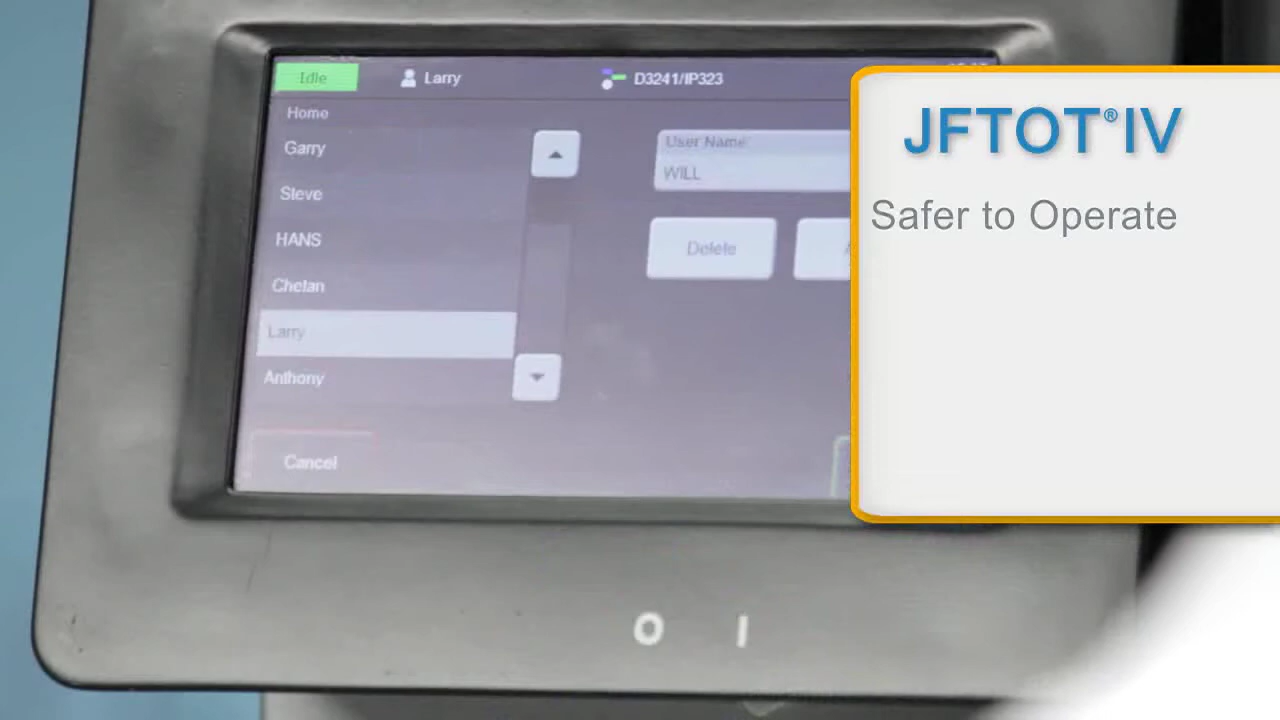 Idle
Larry
D3241/IP323
Home
Garry
Steve
HANS
Chetan
Larry
Anthony
Cancel
User Name:
WILL
Delete
O I
JFTOT® IV
Safer to Operate